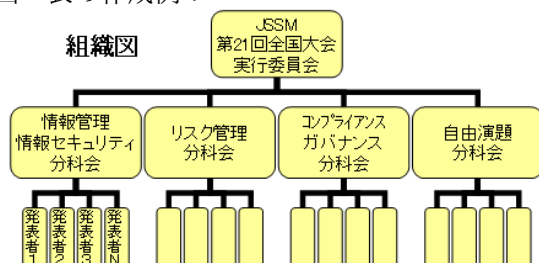 組織図
JSSM
第21回全国大会
実行委員会
情報管理
情報セキュリティ
分科会
リスク管理
分科会
コンプライアンス
ガバナンス
分科会
自由演題
分科会
発表者1
発表者2
発表者3
発表者N